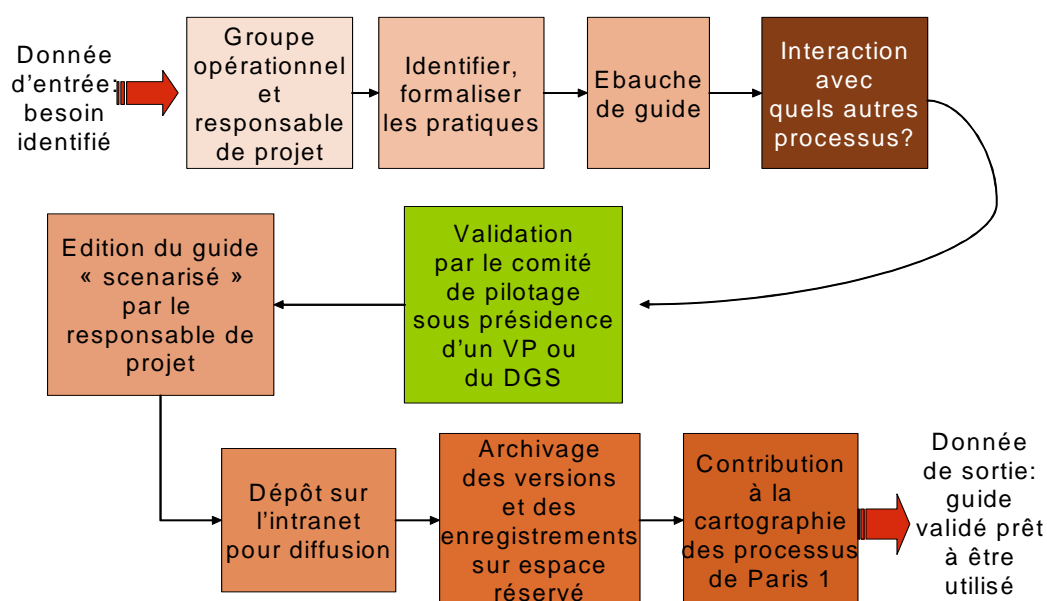 Donnée
d'entrée:
besoin
identifié
Groupe
opérationnel
et
responsable
de projet
Identifier,
formaliser
les pratiques
Ebauche
de guide
Interaction
avec
quels autres
processus?
Edition du guide
« scenarisé »
par le
responsable de
projet
Validation
par le comité
de pilotage
sous présidence
d'un VP ou
du DGS
Dépôt sur
l'intranet
pour diffusion
Archivage
des versions
et des
enregistrements
sur espace
réservé
Contribution
à la
cartographie
des processus
de Paris 1
Donnée
de sortie:
guide
validé prêt
à être
utilisé